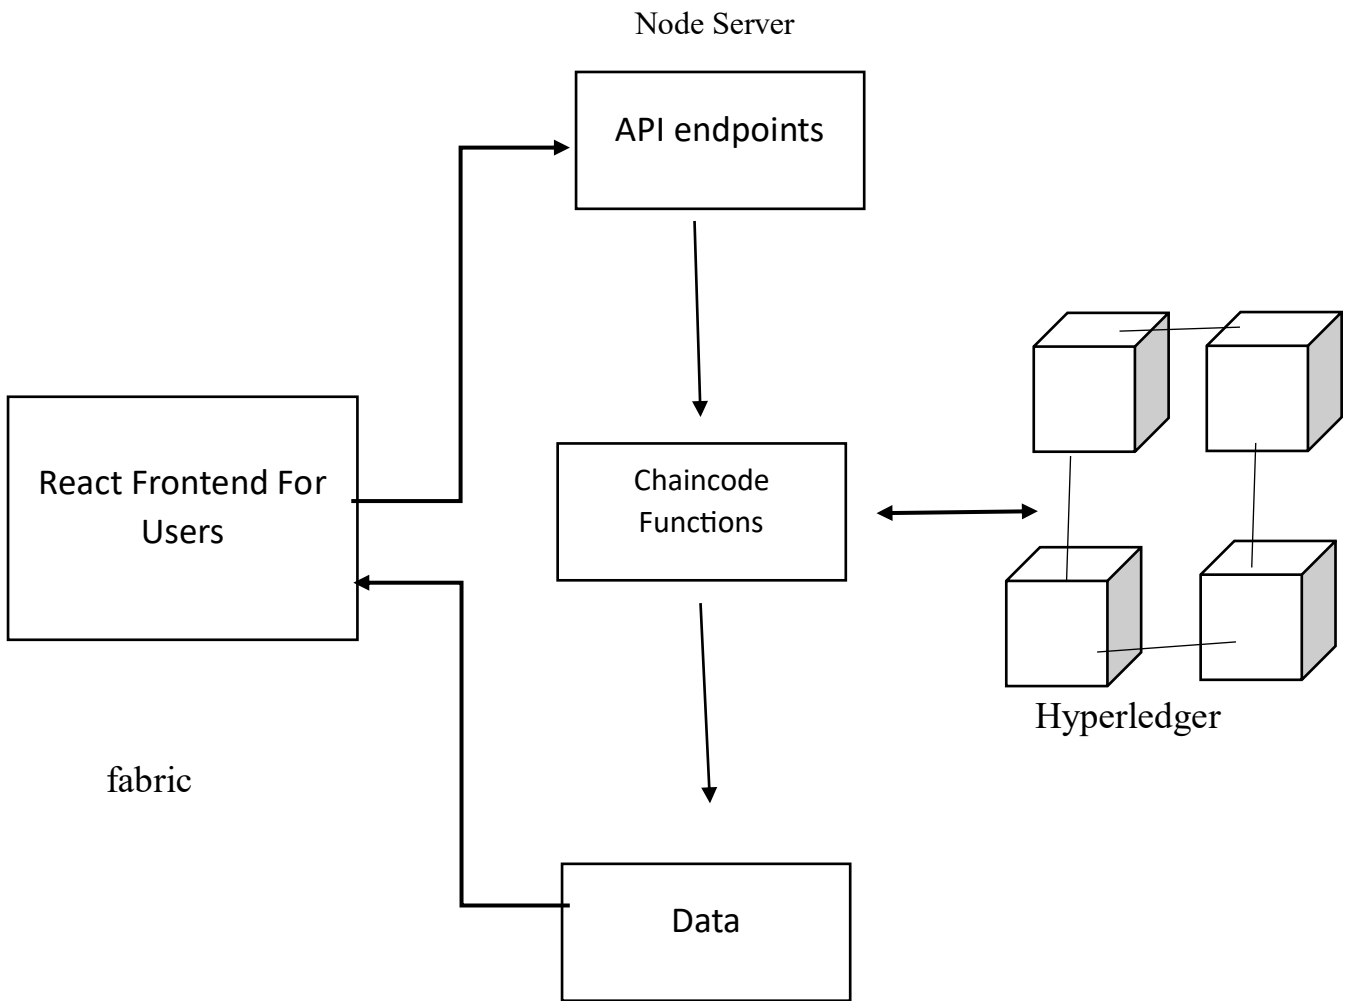 Node Server
API endpoints
React Frontend For
Users
Chaincode
Functions
Hyperledger
fabric
Data